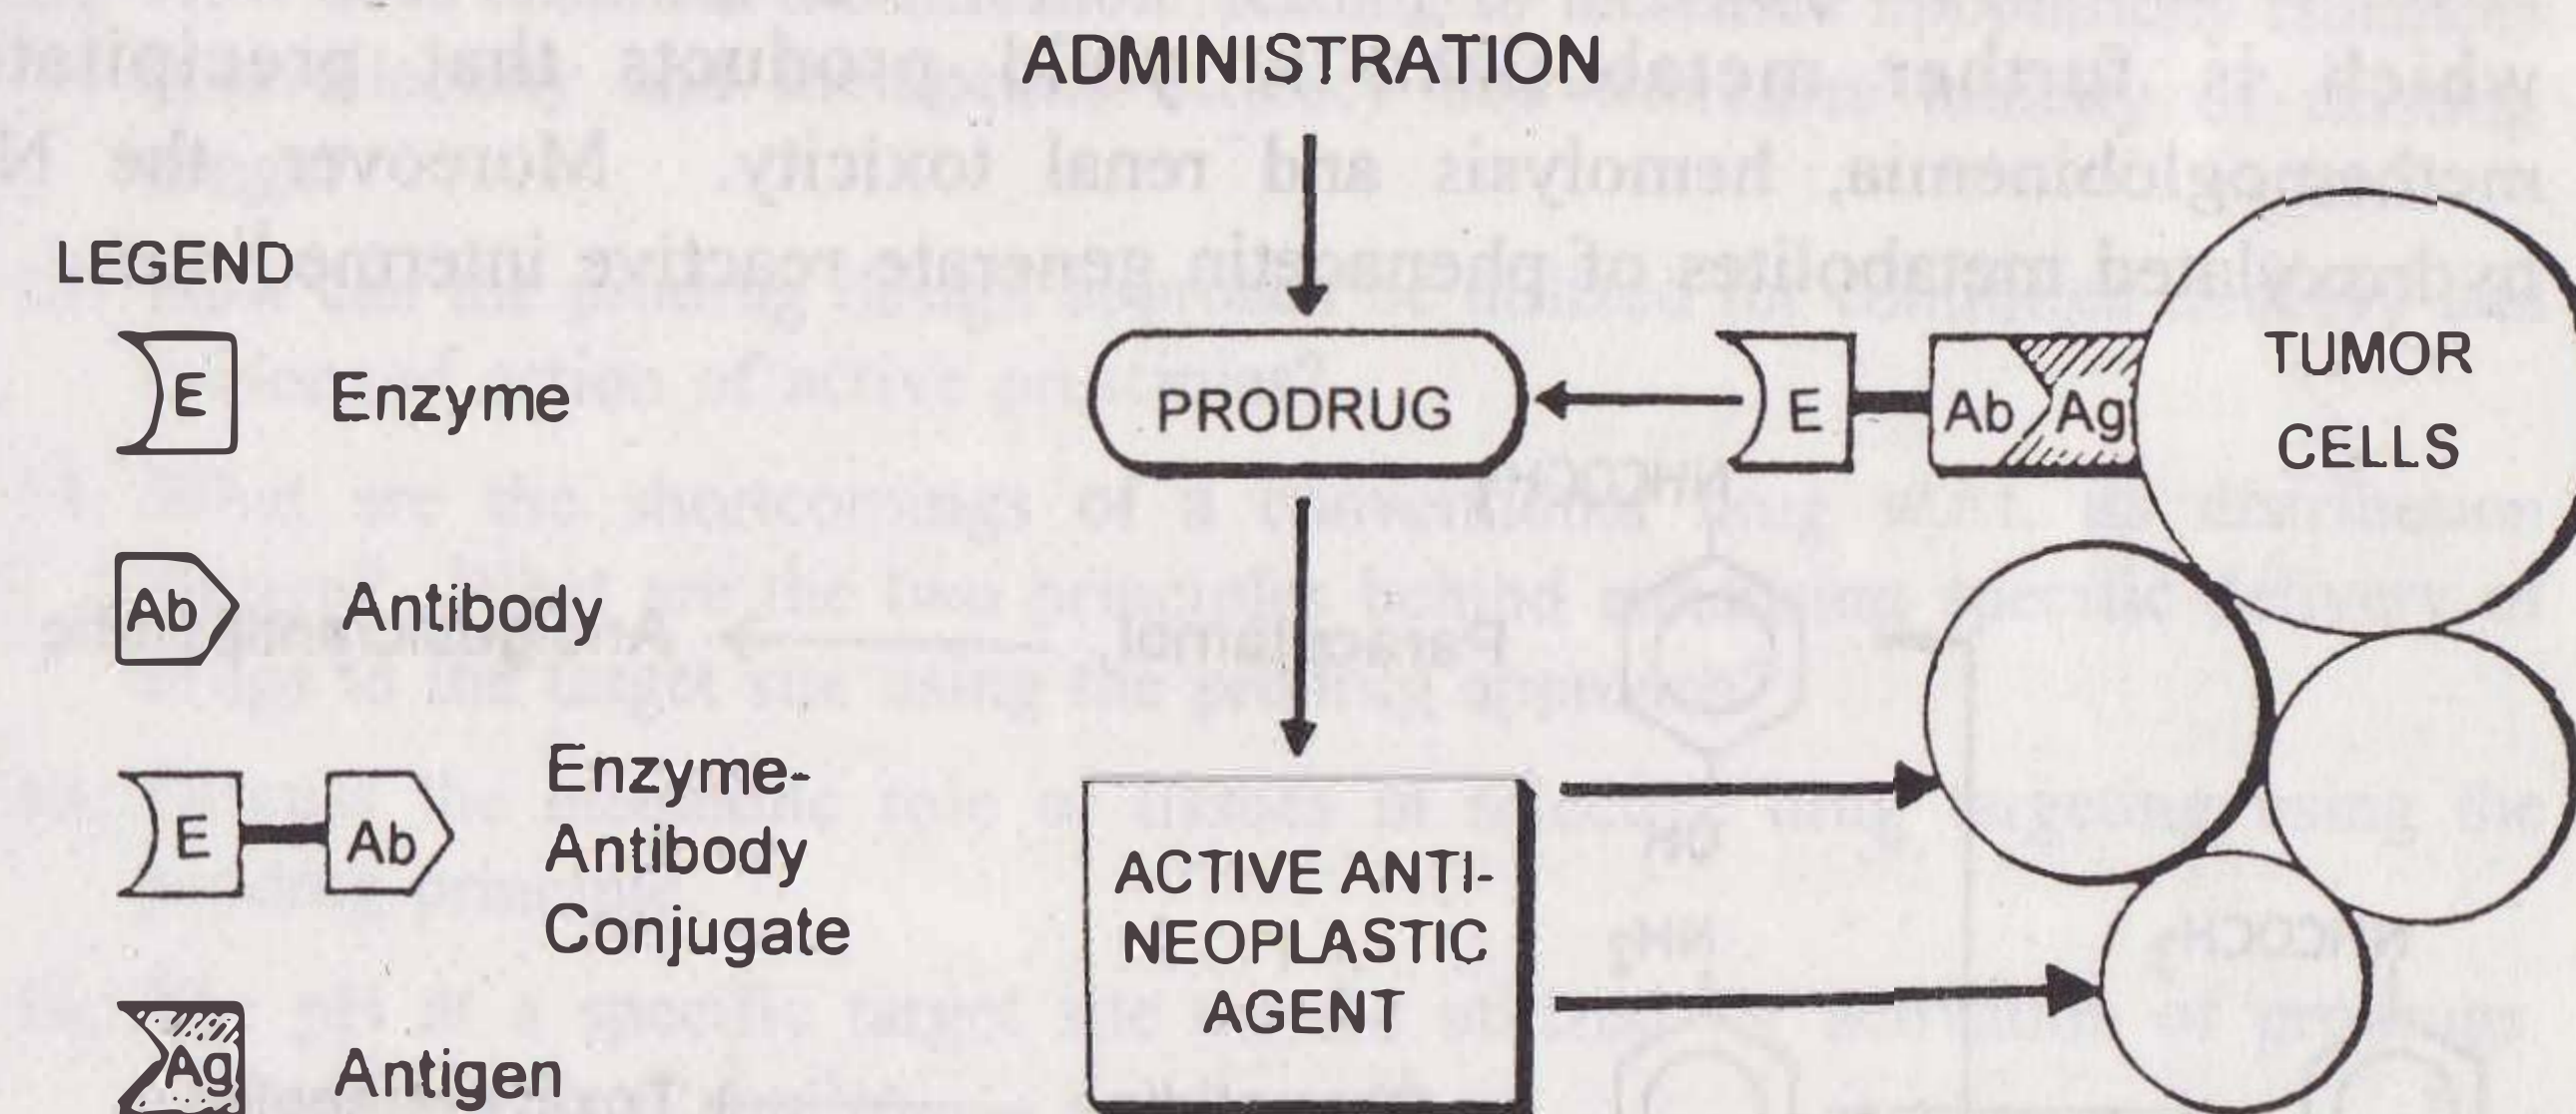 ADMINISTRATION
LEGEND
E Enzyme
Ab Antibody
E Ab Enzyme-
Antibody
Conjugate
Ag Antigen
PRODRUG
E Ab Ag
TUMOR
CELLS
ACTIVE ANTI-
NEOPLASTIC
AGENT